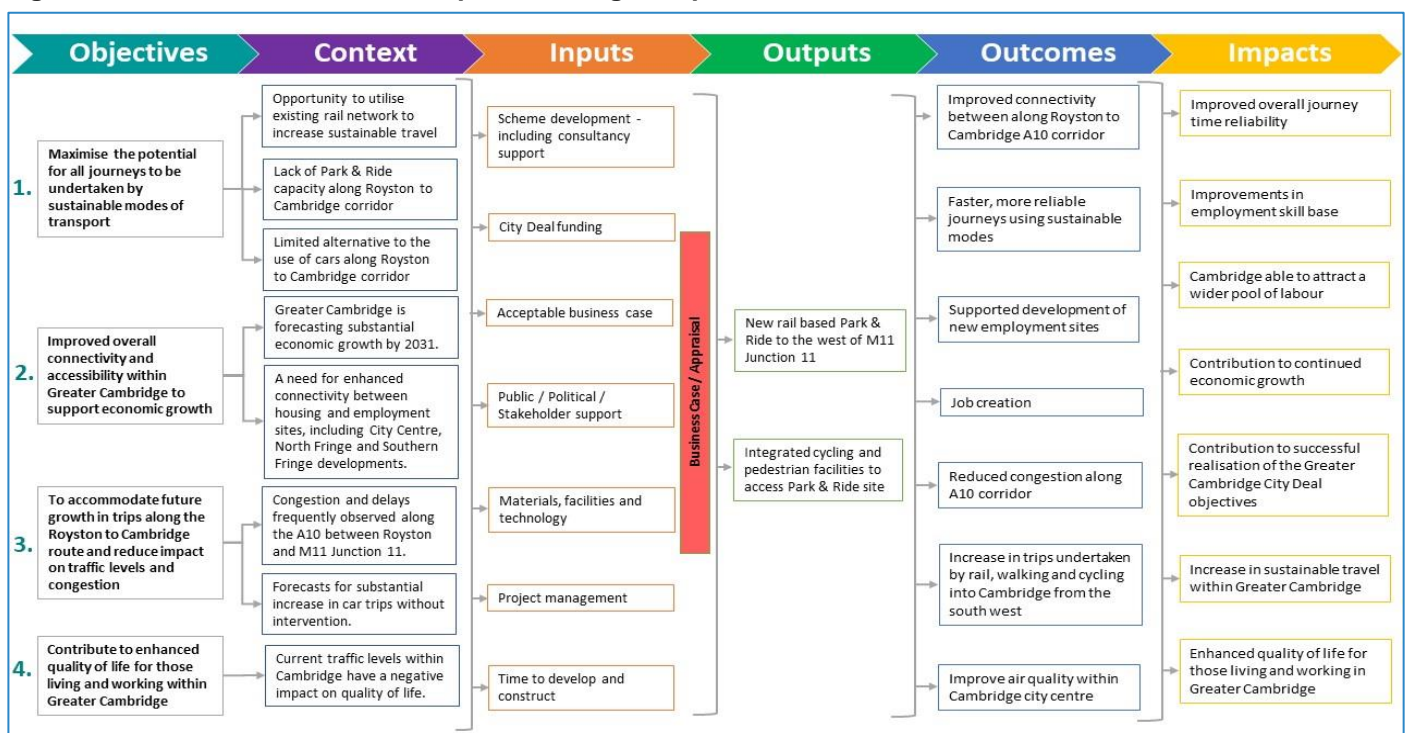 Objectives
Context
Inputs
Outputs
Outcomes
Impacts
1.
Maximise the potential
for all journeys to be
undertaken by
sustainable modes of
transport
2.
Improved overall
connectivity and
accessibility within
Greater Cambridge to
support economic growth
3.
To accommodate future
growth in trips along the
Royston to Cambridge
route and reduce impact
on traffic levels and
congestion
4.
Contribute to enhanced
quality of life for those
living and working within
Greater Cambridge
Opportunity to utilise
existing rail network to
increase sustainable travel
Lack of Park & Ride
capacity along Royston to
Cambridge corridor
Limited alternative to the
use of cars along Royston
to Cambridge corridor
Greater Cambridge is
forecasting substantial
economic growth by 2031.
A need for enhanced
connectivity between
housing and employment
sites, including City Centre,
North Fringe and Southern
Fringe developments.
Congestion and delays
frequently observed along
the A10 between Royston
and M11 Junction 11.
Forecasts for substantial
increase in car trips without
intervention.
Current traffic levels within
Cambridge have a negative
impact on quality of life.
Scheme development -
including consultancy
support
City Deal funding
Acceptable business case
Public / Political /
Stakeholder support
Materials, facilities and
technology
Project management
Time to develop and
construct
Business Case / Appraisal
New rail based Park &
Ride to the west of M11
Junction 11
Integrated cycling and
pedestrian facilities to
access Park & Ride site
Improved connectivity
between along Royston to
Cambridge A10 corridor
Faster, more reliable
journeys using sustainable
modes
Supported development of
new employment sites
Job creation
Reduced congestion along
A10 corridor
Increase in trips undertaken
by rail, walking and cycling
into Cambridge from the
south west
Improve air quality within
Cambridge city centre
Improved overall journey
time reliability
Improvements in
employment skill base
Cambridge able to attract a
wider pool of labour
Contribution to continued
economic growth
Contribution to successful
realisation of the Greater
Cambridge City Deal
objectives
Increase in sustainable travel
within Greater Cambridge
Enhanced quality of life for
those living and working in
Greater Cambridge